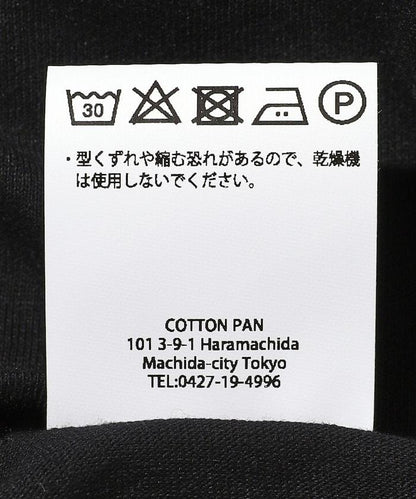 30 P
・型くずれや縮む恐れがあるので、乾燥機
は使用しないでください。
COTTON PAN
101 3-9-1 Haramachida
Machida-city Tokyo
TEL:0427-19-4996